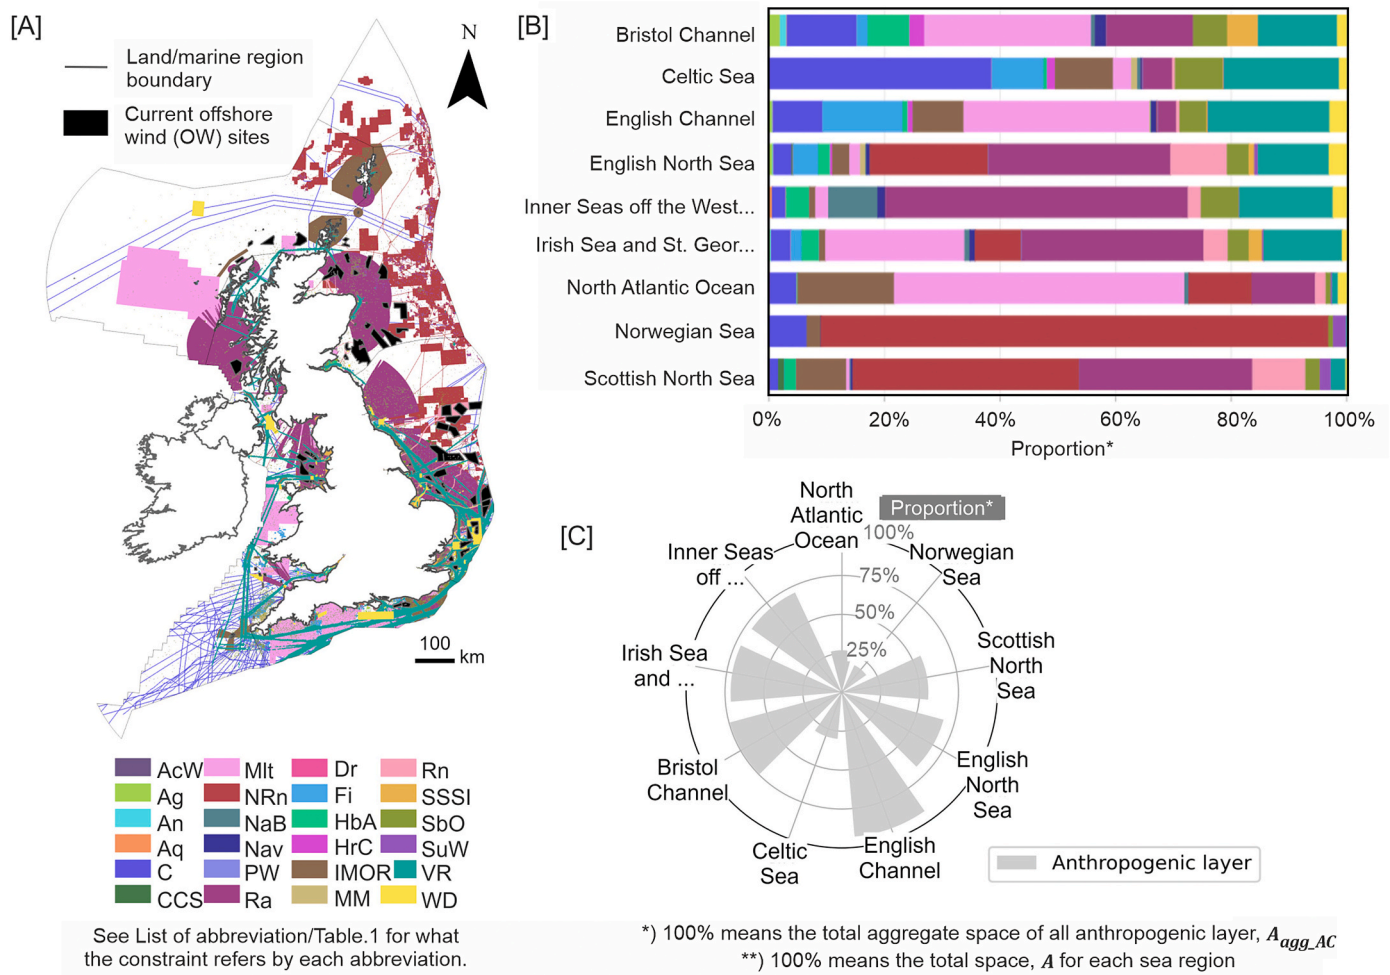 [A]
Land/marine region
boundary
Current offshore
wind (OW) sites
N
100
km
AcW
Ag
An
Aq
C
CCS
Mlt
NRn
NaB
Nav
PW
Ra
Dr
Fi
HbA
HrC
IMOR
MM
Rn
SSSI
SbO
SuW
VR
WD
See List of abbreviation/Table.1 for what
the constraint refers by each abbreviation.
[B]
Bristol Channel
Celtic Sea
English Channel
English North Sea
Inner Seas off the West...
Irish Sea and St. Geor...
North Atlantic Ocean
Norwegian Sea
Scottish North Sea
0% 20% 40% 60% 80% 100%
Proportion*
[C]
Proportion*
100%
75%
50%
25%
North
Atlantic
Ocean
Norwegian
Sea
Scottish
North
Sea
English
North
Sea
English
Channel
Celtic
Sea
Bristol
Channel
Irish Sea
and ...
Inner Seas
off ...
Anthropogenic layer
*) 100% means the total aggregate space of all anthropogenic layer, A_agg_AC
**) 100% means the total space, A for each sea region